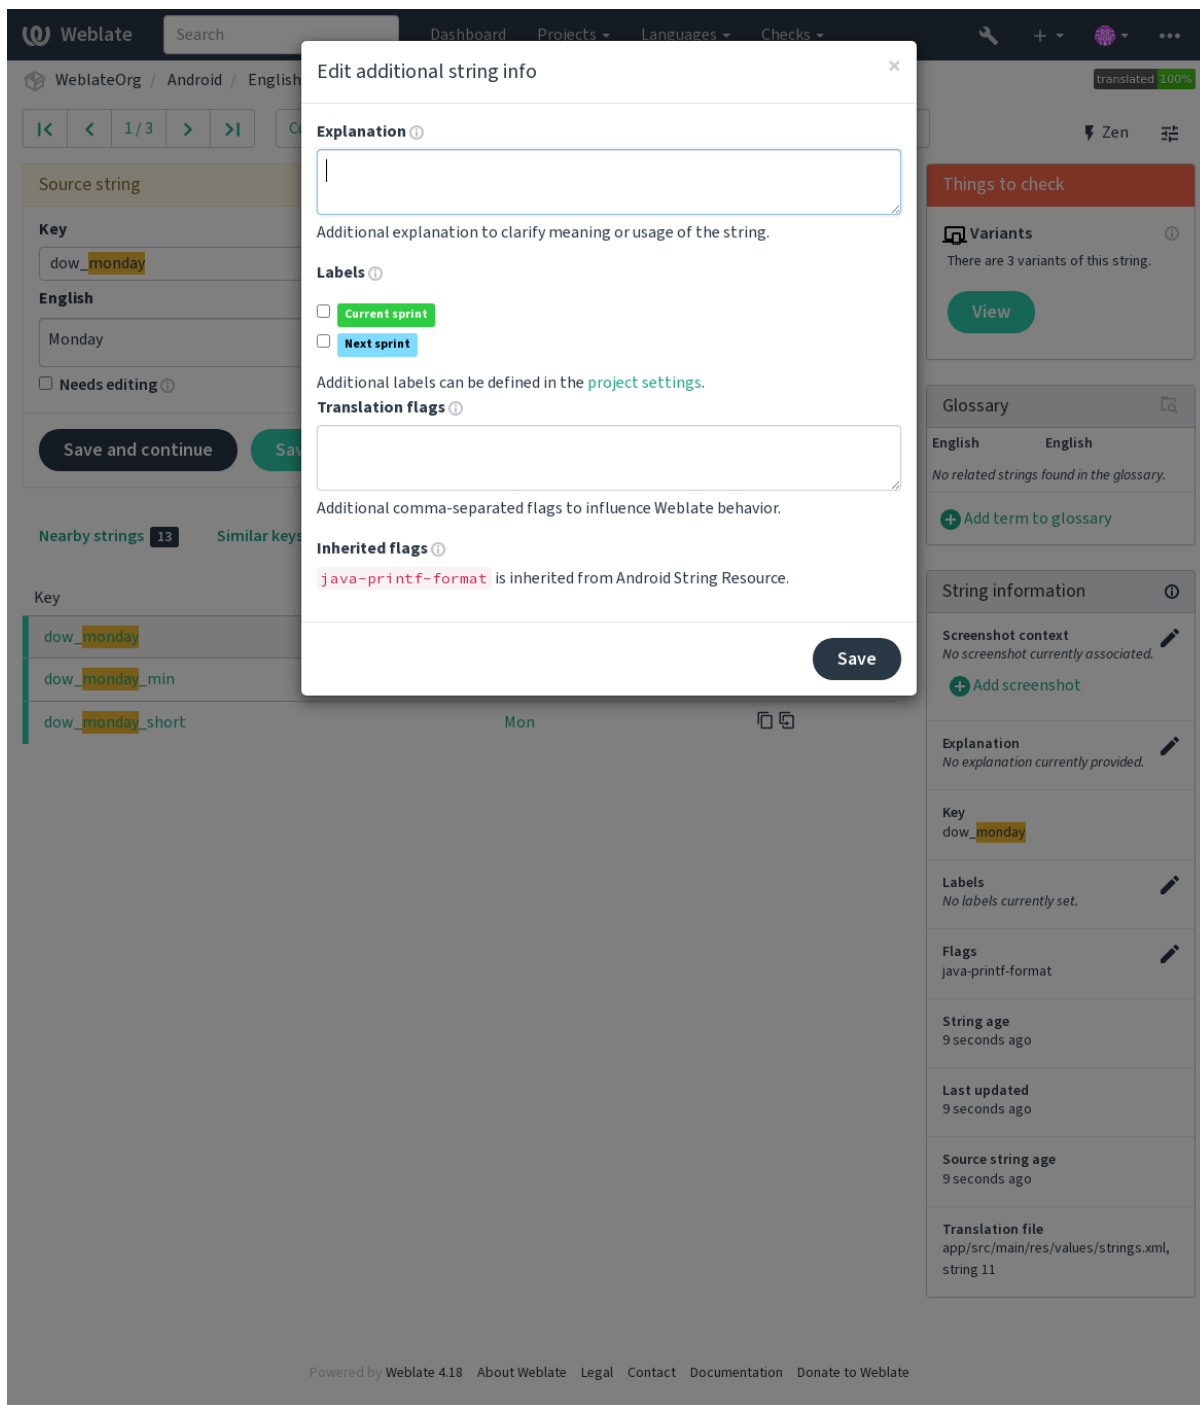 Weblate
Search
Dashboard
Projects
Languages
Checks
WeblateOrg / Android / English
translated 100%
1 / 3
Zen
Edit additional string info
×
Explanation
Additional explanation to clarify meaning or usage of the string.
Labels
Current sprint
Next sprint
Additional labels can be defined in the project settings.
Translation flags
Additional comma-separated flags to influence Weblate behavior.
Inherited flags
java-printf-format is inherited from Android String Resource.
Save
Source string
Key
dow_monday
English
Monday
Needs editing
Save and continue
Nearby strings 13
Similar keys
Key
dow_monday
dow_monday_min
dow_monday_short
Mon
Things to check
Variants
There are 3 variants of this string.
View
Glossary
English English
No related strings found in the glossary.
Add term to glossary
String information
Screenshot context
No screenshot currently associated.
Add screenshot
Explanation
No explanation currently provided.
Key
dow_monday
Labels
No labels currently set.
Flags
java-printf-format
String age
9 seconds ago
Last updated
9 seconds ago
Source string age
9 seconds ago
Translation file
app/src/main/res/values/strings.xml,
string 11
Powered by Weblate 4.18 About Weblate Legal Contact Documentation Donate to Weblate